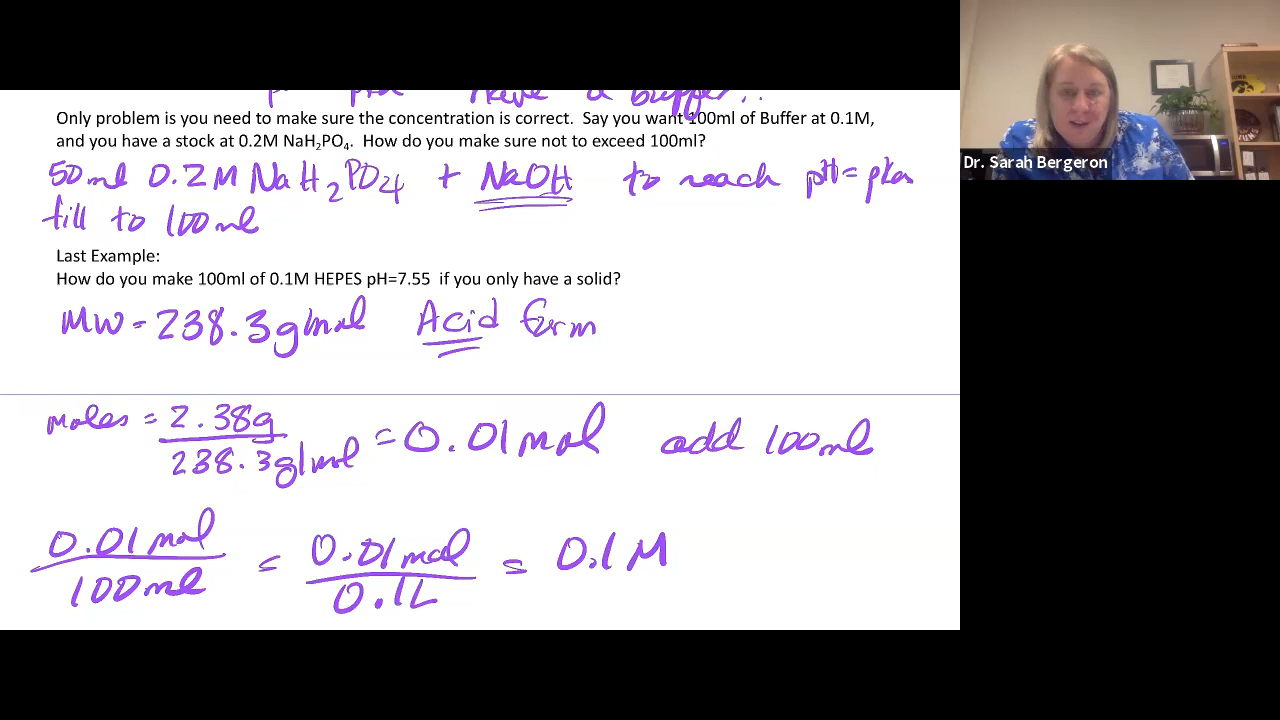 have a buffer..
Only problem is you need to make sure the concentration is correct. Say you want 100ml of Buffer at 0.1M,
and you have a stock at 0.2M NaH₂PO₄. How do you make sure not to exceed 100ml?
50ml 0.2M NaH₂PO₄ + NaOH to reach pH = pKa
fill to 100ml
Last Example:
How do you make 100ml of 0.1M HEPES pH=7.55 if you only have a solid?
MW = 238.3g/mol Acid form
moles = 2.38g
238.3g/mol
= 0.01mol add 100ml
0.01mol
100ml
= 0.01mol
0.1L
= 0.1M
Dr. Sarah Bergeron
IOWA